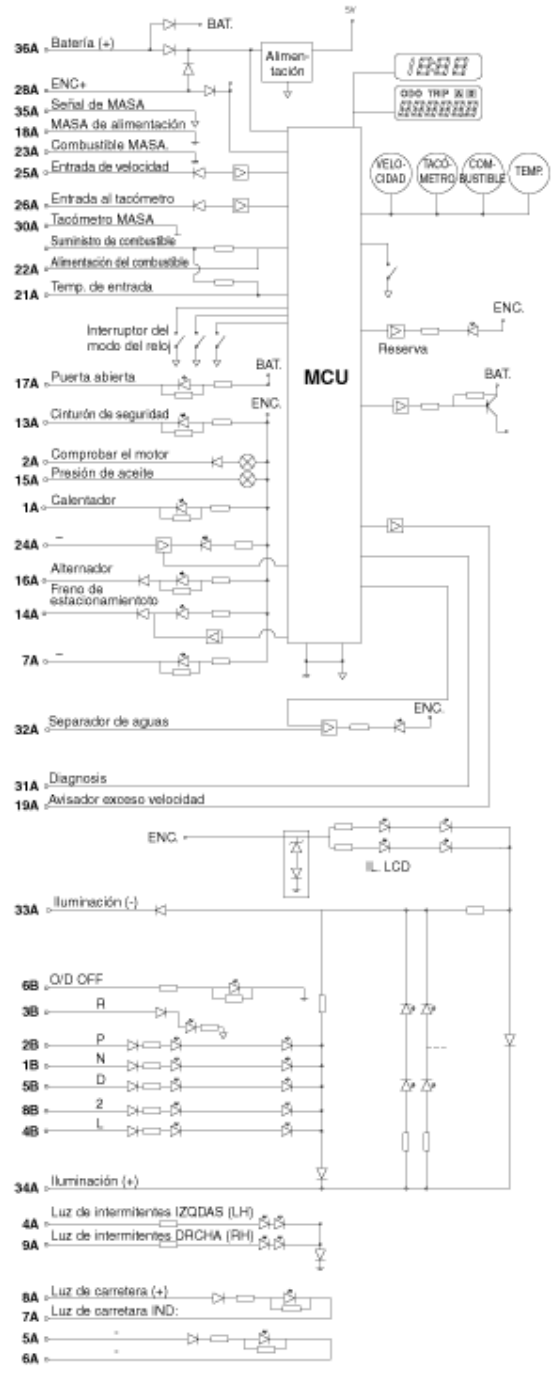 5V
BAT.
36A Batería (+)
Alimen-
tación
28A ENC+
35A Señal de MASA
18A MASA de alimentación
23A Combustible MASA.
25A Entrada de velocidad
26A Entrada al tacómetro
30A Tacómetro MASA
Suministro de combustible
22A Alimentación del combustible
21A Temp. de entrada
18:88
ODO TRIP A B
888888
VELO-
CIDAD
TACÓ-
METRO
COM-
BUSTIBLE
TEMP.
Interruptor del
modo del reloj
MCU
ENC.
Reserva
BAT.
BAT.
17A Puerta abierta
ENC.
13A Cinturón de seguridad
2A Comprobar el motor
15A Presión de aceite
1A Calentador
24A -
16A Alternador
Freno de
estacionamientoto
14A
7A -
ENC.
32A Separador de aguas
31A Diagnosis
19A Avisador exceso velocidad
ENC.
IL. LCD
33A Iluminación (-)
6B O/D OFF
3B R
2B P
1B N
5B D
8B 2
4B L
34A Iluminación (+)
4A Luz de intermitentes IZQDAS (LH)
9A Luz de intermitentes DRCHA (RH)
8A Luz de carretera (+)
7A Luz de carretara IND:
5A -
6A -